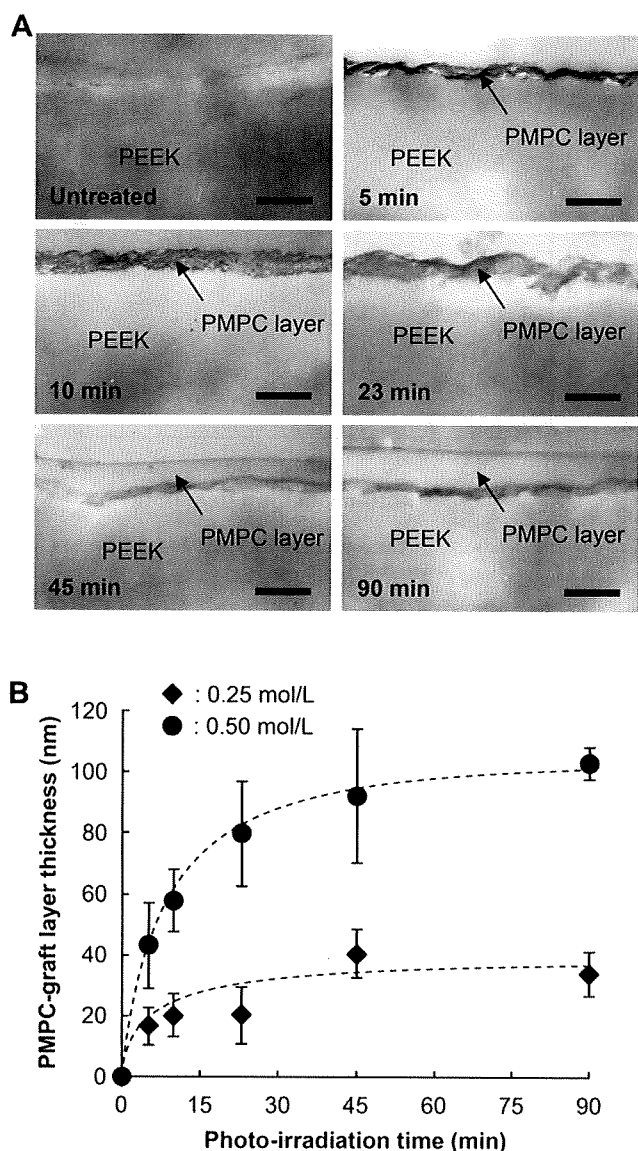 A
PEEK
Untreated
PMPC layer
PEEK
5 min
PMPC layer
PEEK
10 min
PMPC layer
PEEK
23 min
PMPC layer
PEEK
45 min
PMPC layer
PEEK
90 min
B
◆ : 0.25 mol/L
● : 0.50 mol/L
PMPC-graft layer thickness (nm)
120
100
80
60
40
20
0
0 15 30 45 60 75 90
Photo-irradiation time (min)